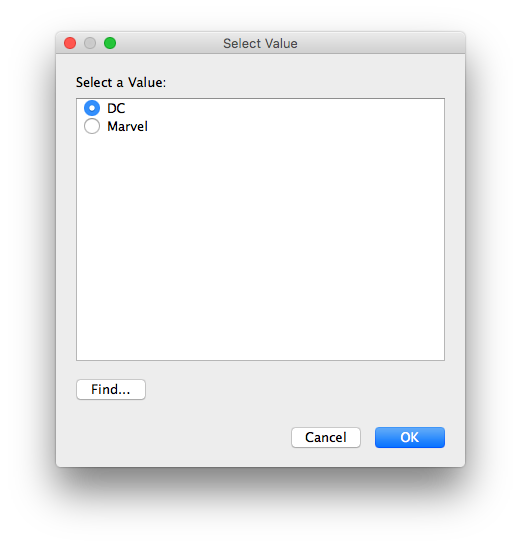 Select Value
Select a Value:
DC
Marvel
Find...
Cancel
OK